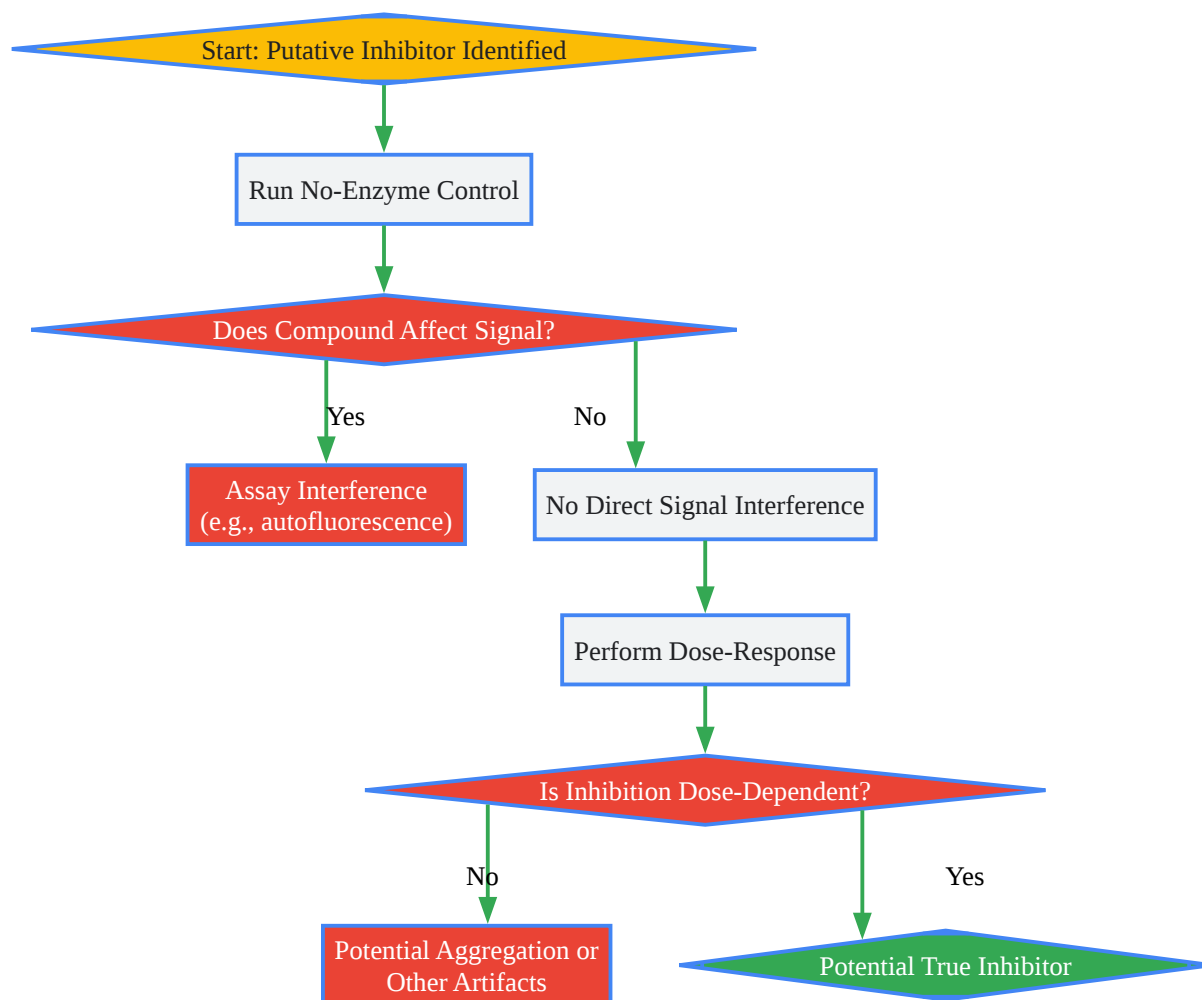 Start: Putative Inhibitor Identified
Run No-Enzyme Control
Does Compound Affect Signal?
Yes
No
Assay Interference
(e.g., autofluorescence)
No Direct Signal Interference
Perform Dose-Response
Is Inhibition Dose-Dependent?
No
Yes
Potential Aggregation or
Other Artifacts
Potential True Inhibitor